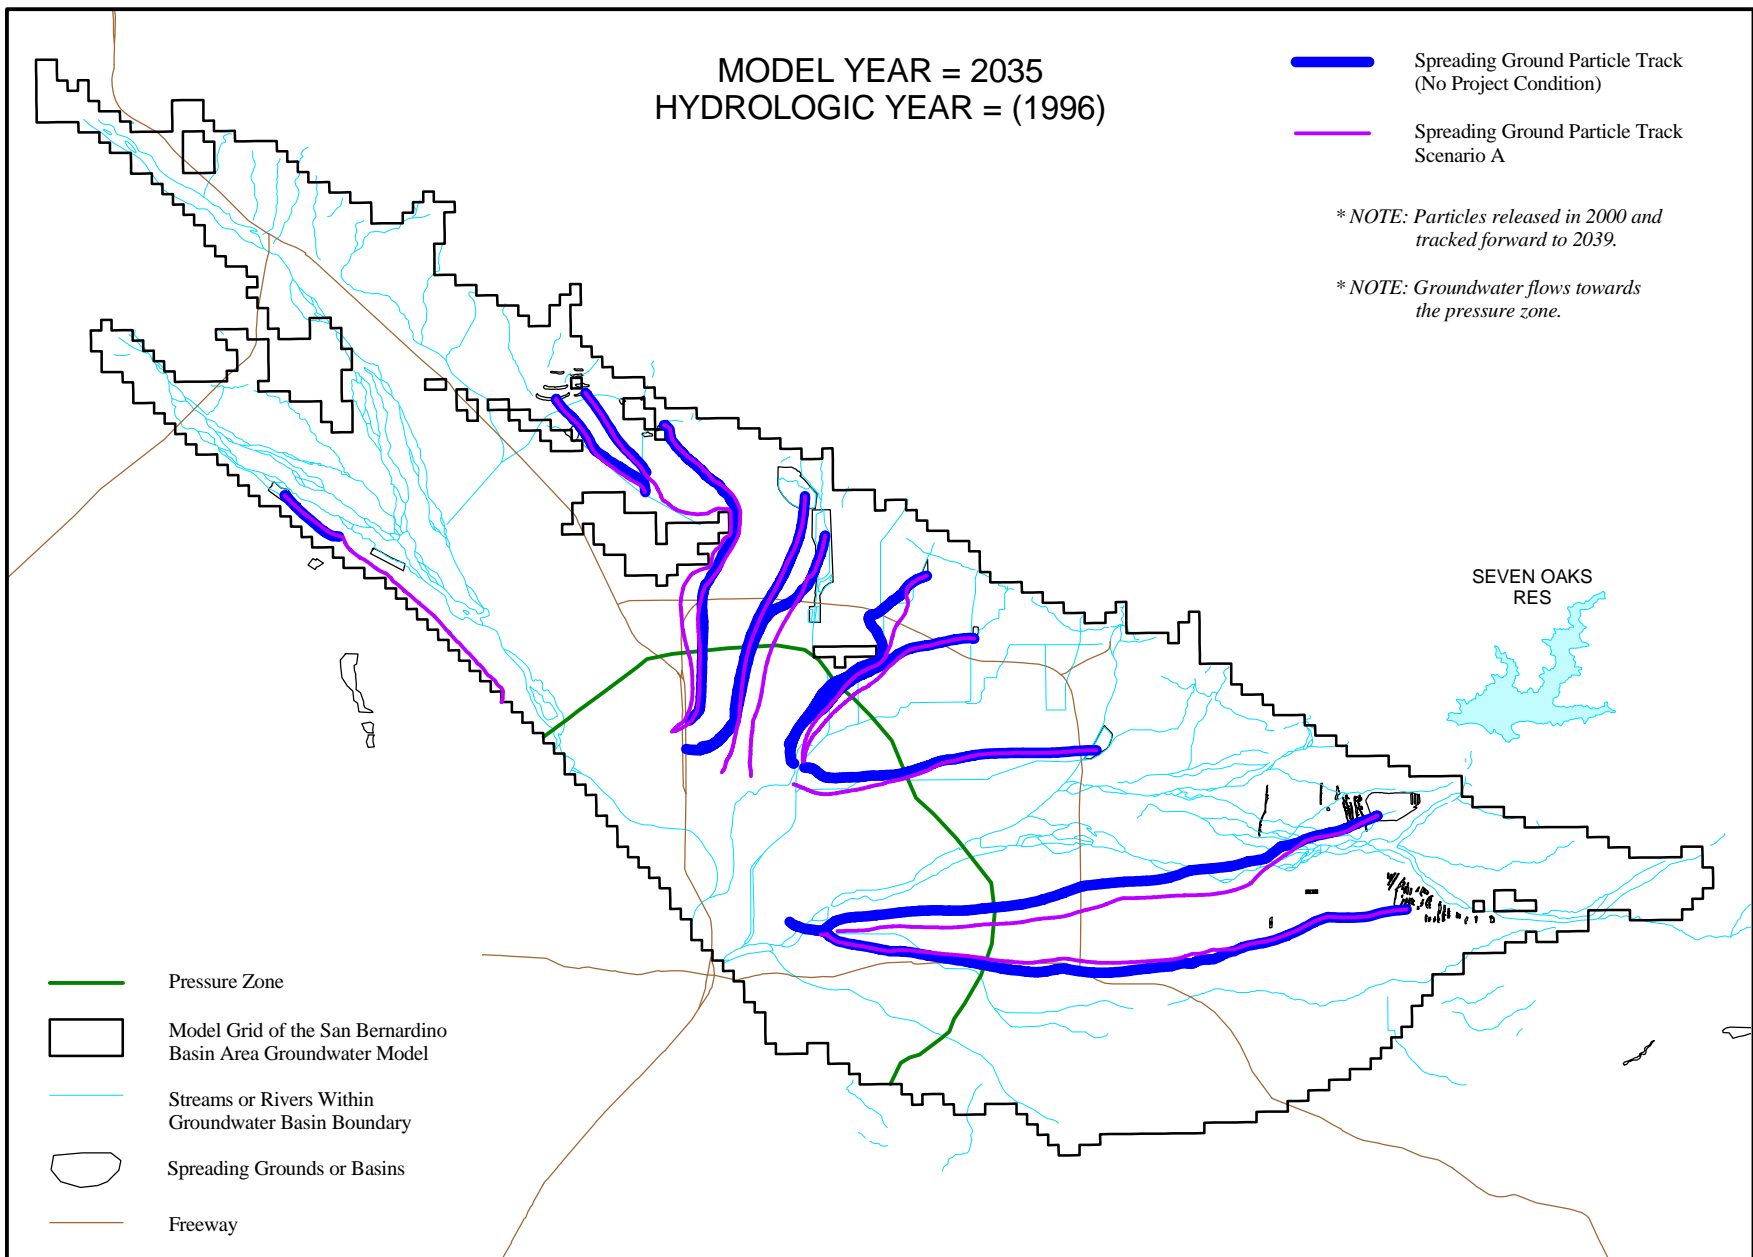 MODEL YEAR = 2035
HYDROLOGIC YEAR = (1996)
Spreading Ground Particle Track
(No Project Condition)
Spreading Ground Particle Track
Scenario A
* NOTE: Particles released in 2000 and
tracked forward to 2039.
* NOTE: Groundwater flows towards
the pressure zone.
SEVEN OAKS
RES
Pressure Zone
Model Grid of the San Bernardino
Basin Area Groundwater Model
Streams or Rivers Within
Groundwater Basin Boundary
Spreading Grounds or Basins
Freeway